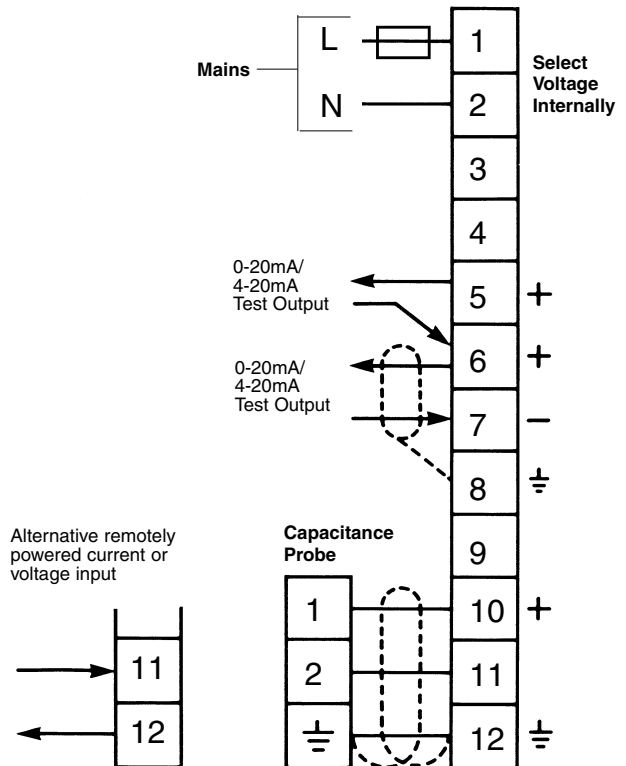 L
Mains
N
1
2
3
4
5
6
7
8
9
10
11
12
Select
Voltage
Internally
0-20mA/
4-20mA
Test Output
+
+
0-20mA/
4-20mA
Test Output
−
Alternative remotely
powered current or
voltage input
11
12
Capacitance
Probe
1
2
+